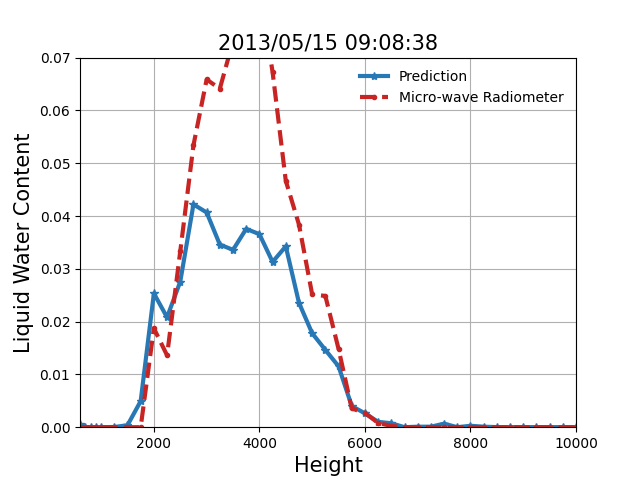 2013/05/15 09:08:38
0.07
0.06
0.05
0.04
0.03
0.02
0.01
0.00
Liquid Water Content
Prediction
Micro-wave Radiometer
2000 4000 6000 8000 10000
Height